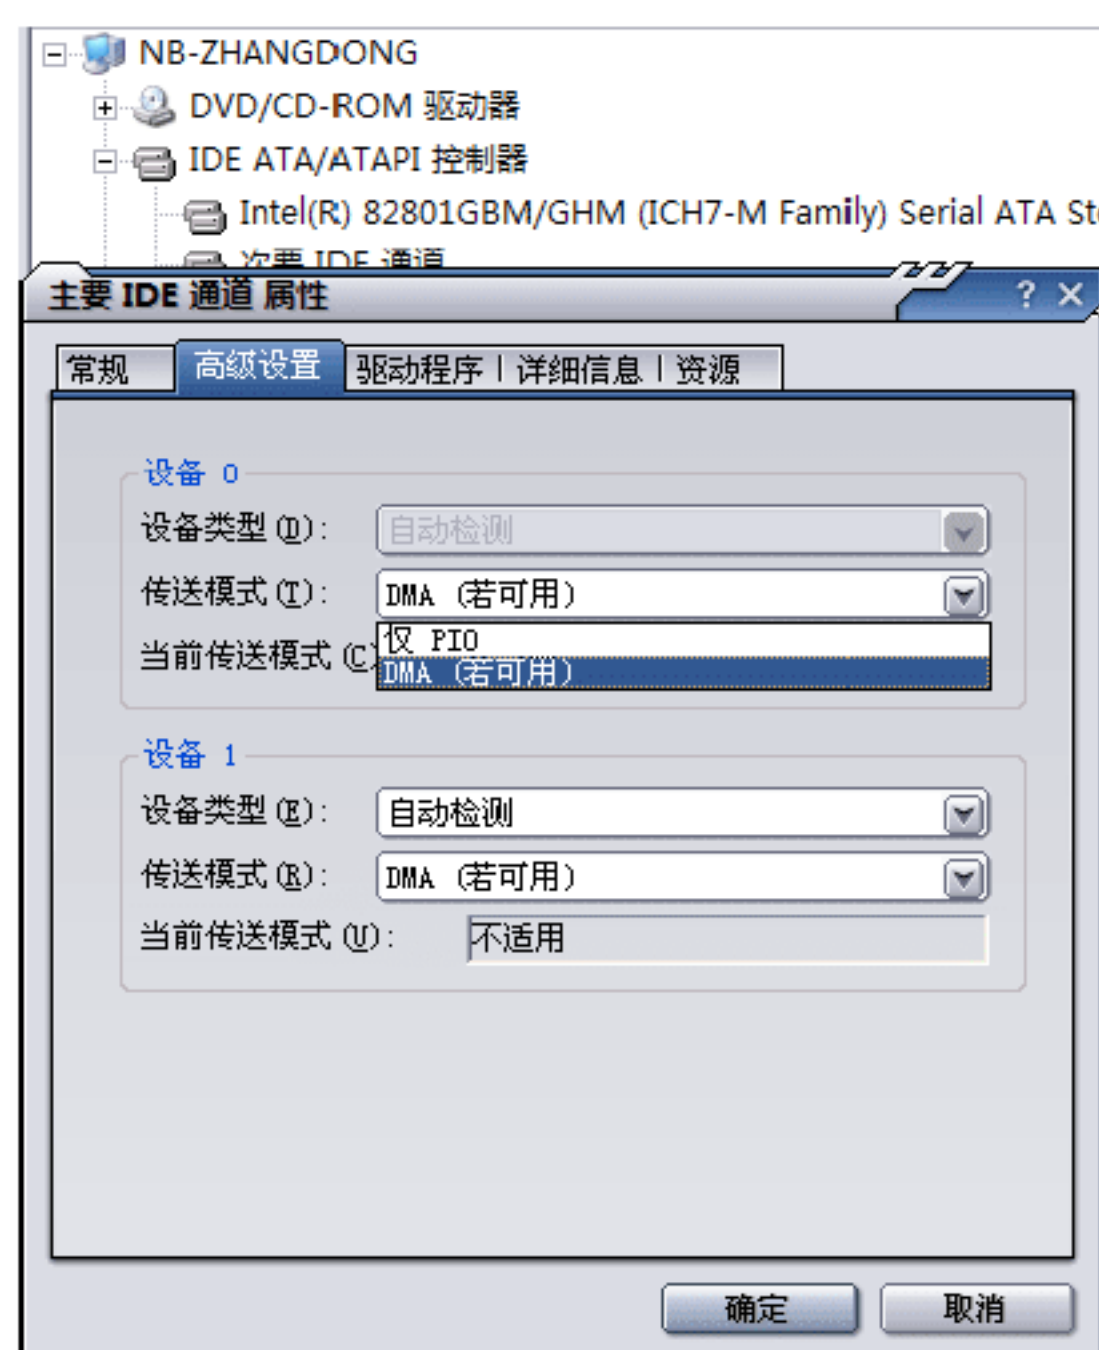 NB-ZHANGDONG
DVD/CD-ROM 驱动器
IDE ATA/ATAPI 控制器
Intel(R) 82801GBM/GHM (ICH7-M Family) Serial ATA St
次要 IDE 通道
主要 IDE 通道 属性
常规 高级设置 驱动程序 详细信息 资源
设备 0
设备类型(D): 自动检测
传送模式(T): DMA (若可用)
仅 PIO
当前传送模式(C)
DMA (若可用)
设备 1
设备类型(E): 自动检测
传送模式(R): DMA (若可用)
当前传送模式(U): 不适用
确定 取消